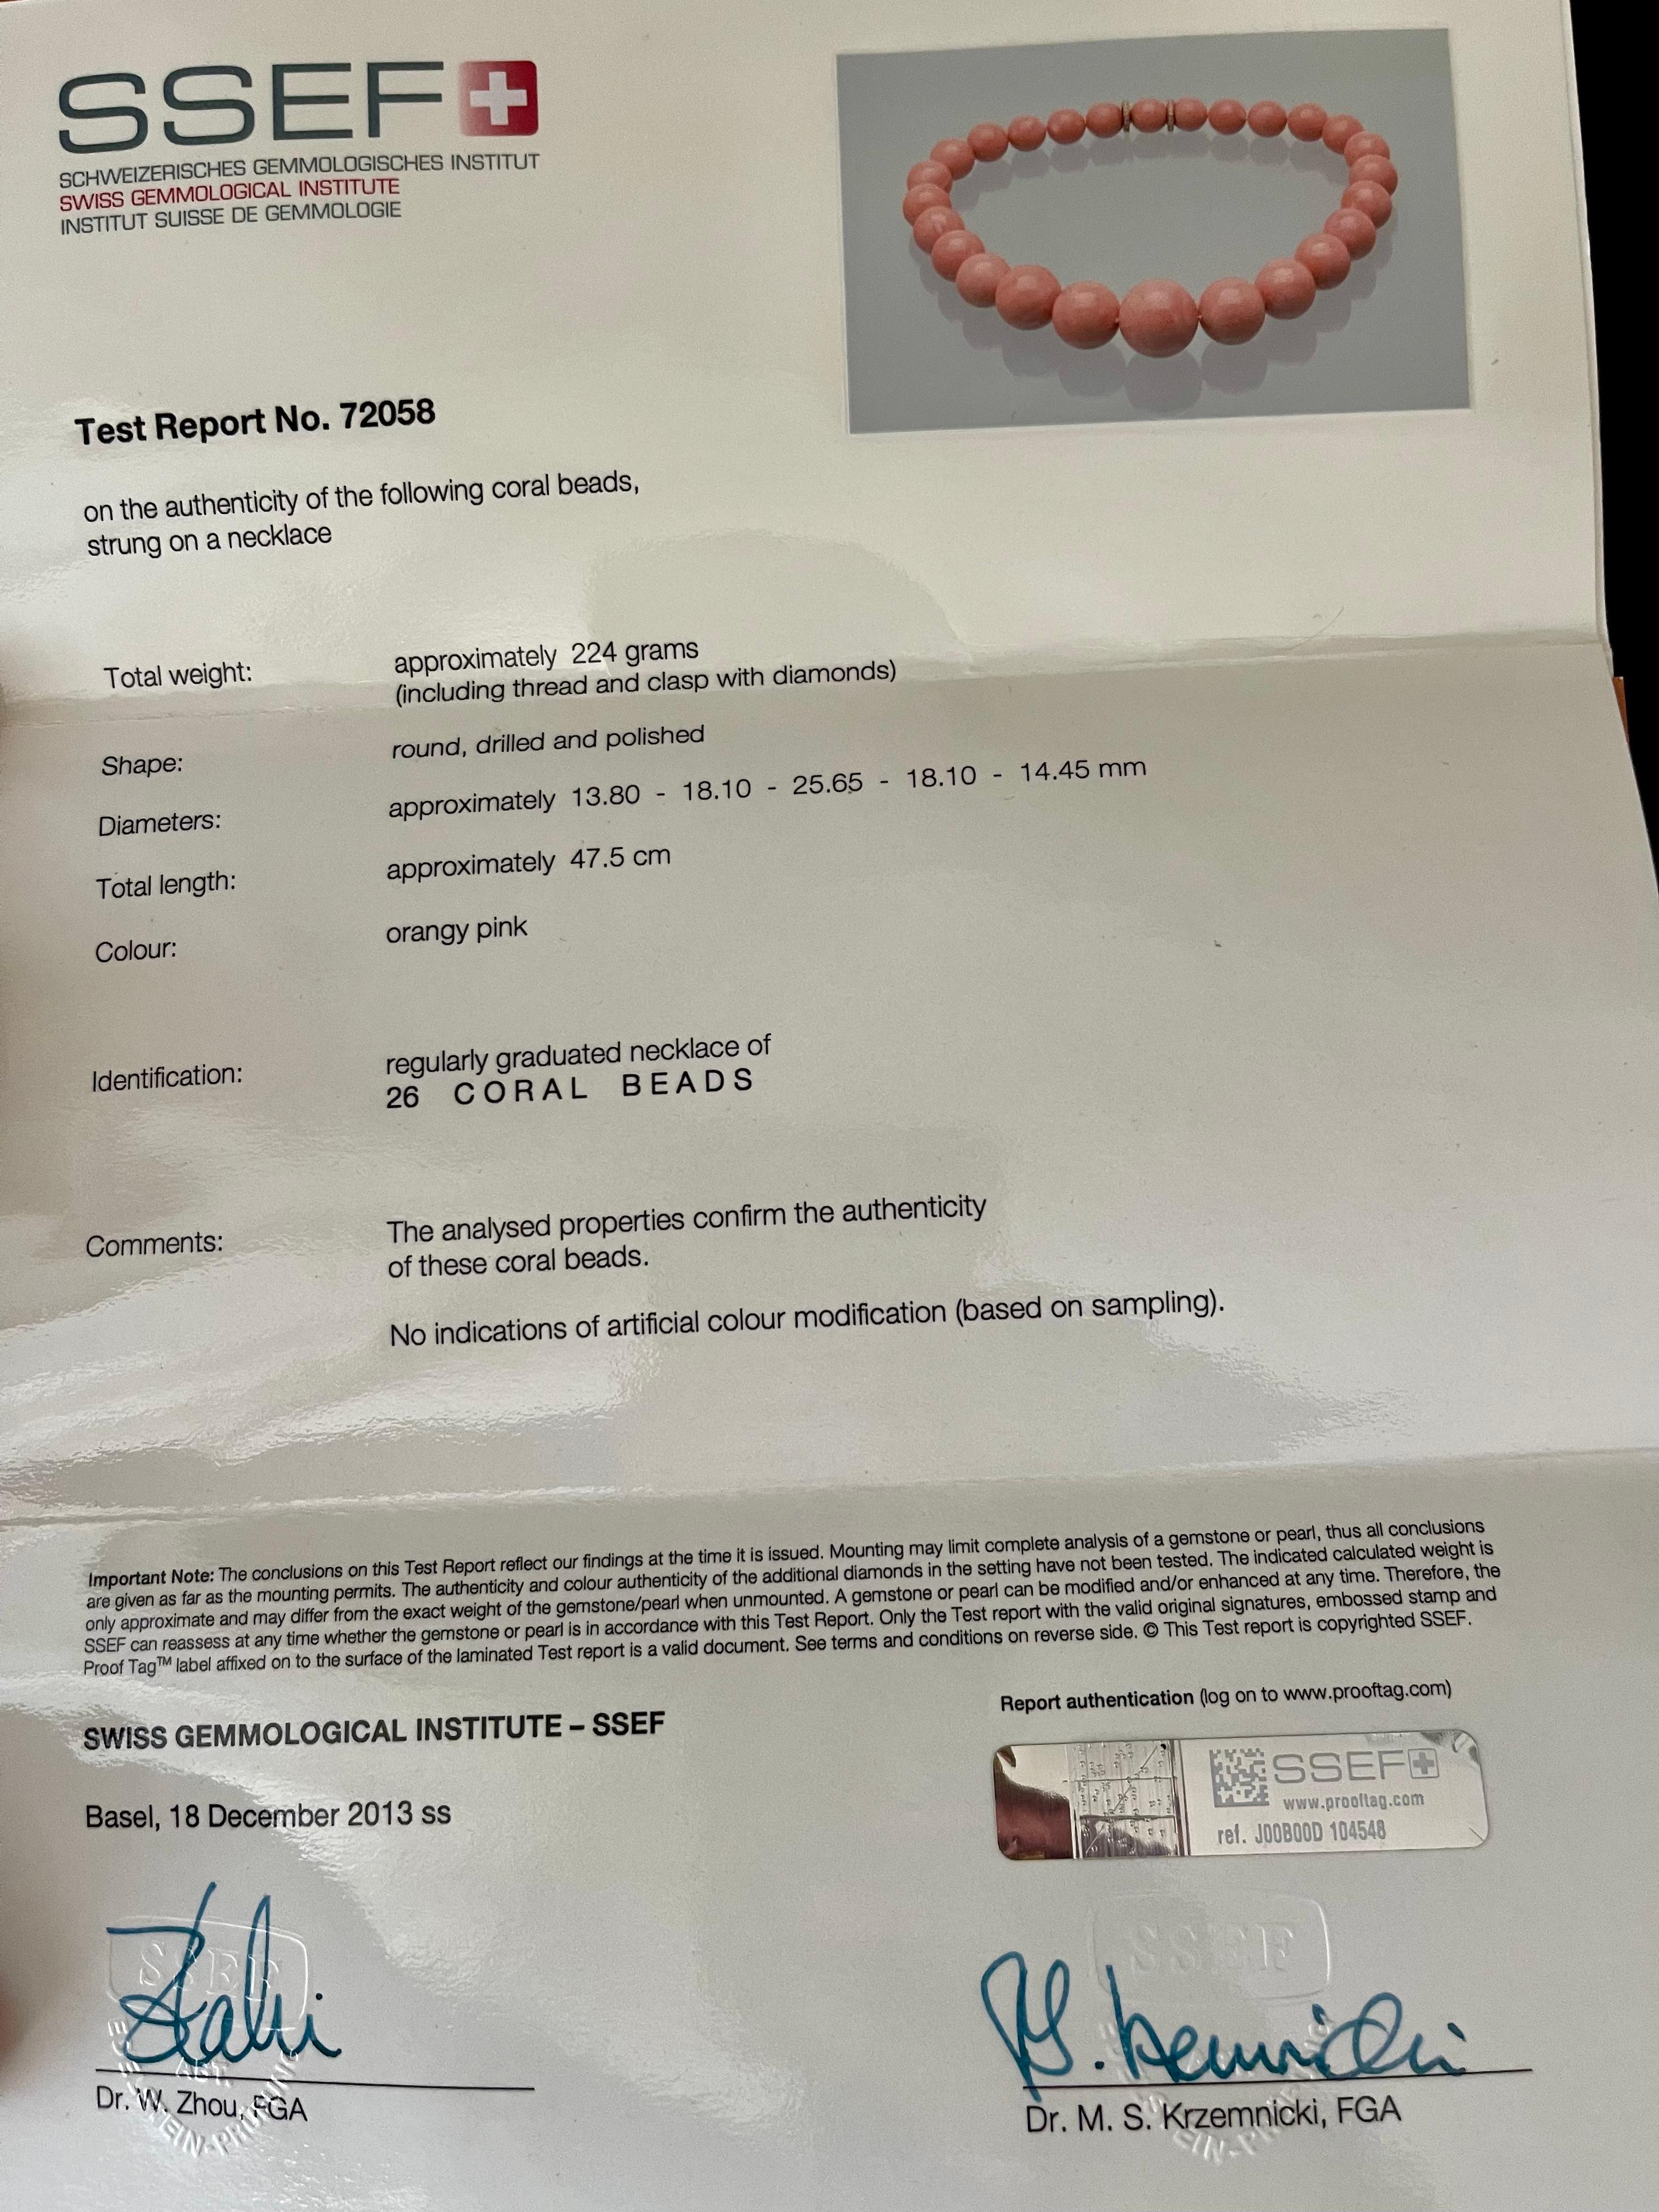 SSEF
SCHWEIZERISCHES GEMMOLOGISCHES INSTITUT
SWISS GEMMOLOGICAL INSTITUTE
INSTITUT SUISSE DE GEMMOLOGIE
Test Report No. 72058
on the authenticity of the following coral beads,
strung on a necklace
Total weight: approximately 224 grams
(including thread and clasp with diamonds)
Shape: round, drilled and polished
Diameters: approximately 13.80 - 18.10 - 25.65 - 18.10 - 14.45 mm
Total length: approximately 47.5 cm
Colour: orangy pink
Identification: regularly graduated necklace of
26 CORAL BEADS
Comments: The analysed properties confirm the authenticity
of these coral beads.
No indications of artificial colour modification (based on sampling).
Important Note: The conclusions on this Test Report reflect our findings at the time it is issued. Mounting may limit complete analysis of a gemstone or pearl, thus all conclusions
are given as far as the mounting permits. The authenticity and colour authenticity of the additional diamonds in the setting have not been tested. The indicated calculated weight is
only approximate and may differ from the exact weight of the gemstone/pearl when unmounted. A gemstone or pearl can be modified and/or enhanced at any time. Therefore, the
SSEF can reassess at any time whether the gemstone or pearl is in accordance with this Test Report. Only the Test report with the valid original signatures, embossed stamp and
Proof Tag™ label affixed on to the surface of the laminated Test report is a valid document. See terms and conditions on reverse side. © This Test report is copyrighted SSEF.
Report authentication (log on to www.prooftag.com)
SWISS GEMMOLOGICAL INSTITUTE – SSEF
SSEF
www.prooftag.com
ref. J00B00D 104548
Basel, 18 December 2013 ss
SSEF
SSEF
Dr. W. Zhou, FGA
Dr. M. S. Krzemnicki, FGA